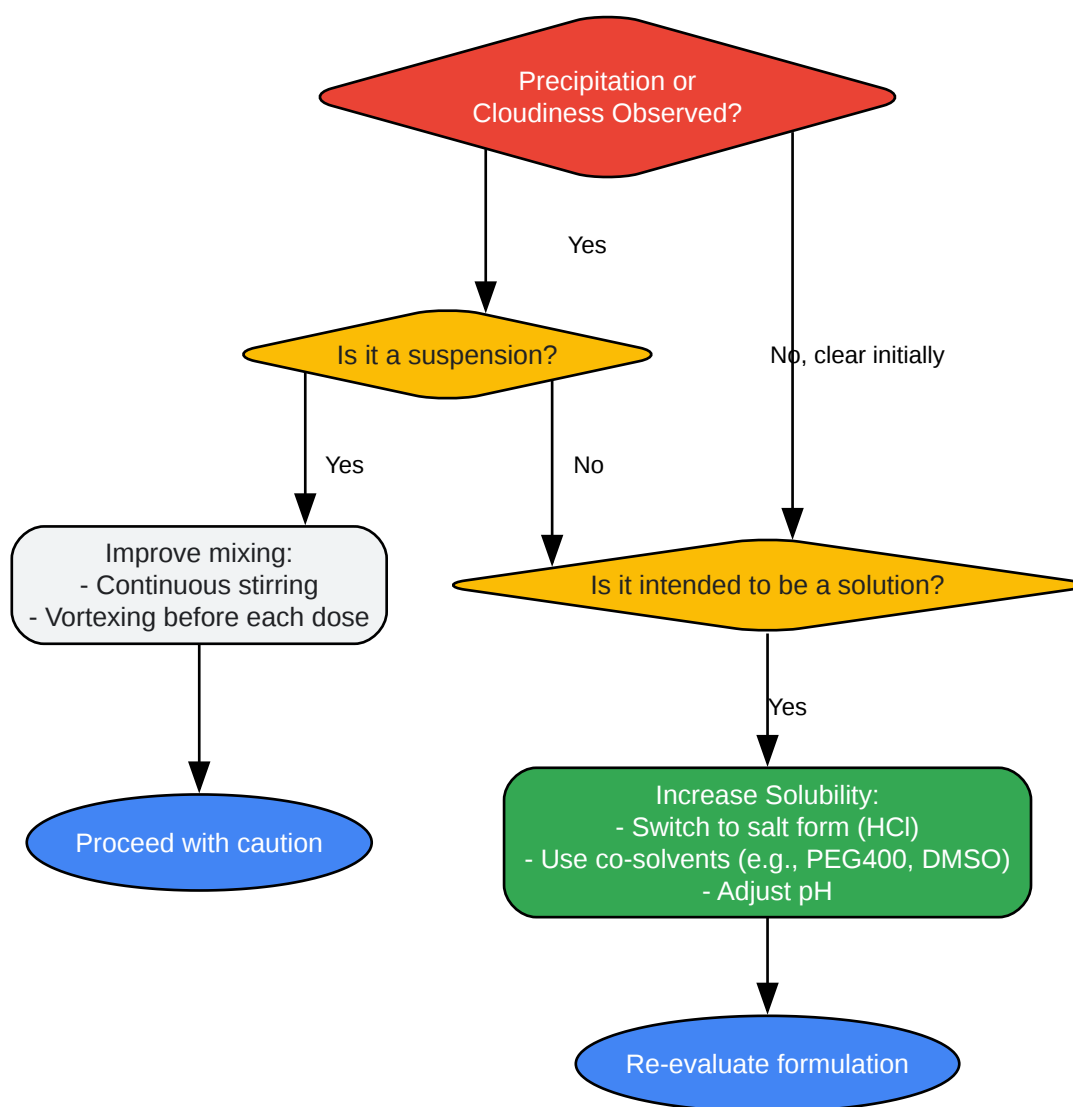 Precipitation or
Cloudiness Observed?
Yes
Is it a suspension?
No, clear initially
Yes
No
Improve mixing:
- Continuous stirring
- Vortexing before each dose
Is it intended to be a solution?
Yes
Proceed with caution
Increase Solubility:
- Switch to salt form (HCl)
- Use co-solvents (e.g., PEG400, DMSO)
- Adjust pH
Re-evaluate formulation